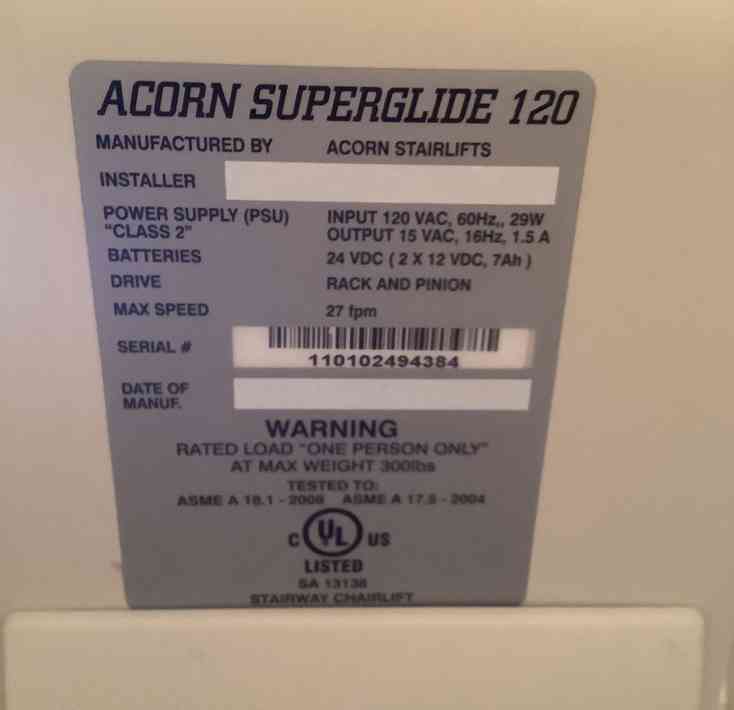 ACORN SUPERGLIDE 120
MANUFACTURED BY ACORN STAIRLIFTS
INSTALLER
POWER SUPPLY (PSU) INPUT 120 VAC, 60Hz,, 29W
"CLASS 2" OUTPUT 15 VAC, 16Hz, 1.5 A
BATTERIES 24 VDC ( 2 X 12 VDC, 7Ah )
DRIVE RACK AND PINION
MAX SPEED 27 fpm
SERIAL # 110102494384
DATE OF
MANUF.
WARNING
RATED LOAD "ONE PERSON ONLY"
AT MAX WEIGHT 300lbs
TESTED TO:
ASME A 18.1 - 2008 ASME A 17.5 - 2004
C UL US
LISTED
SA 13138
STAIRWAY CHAIRLIFT